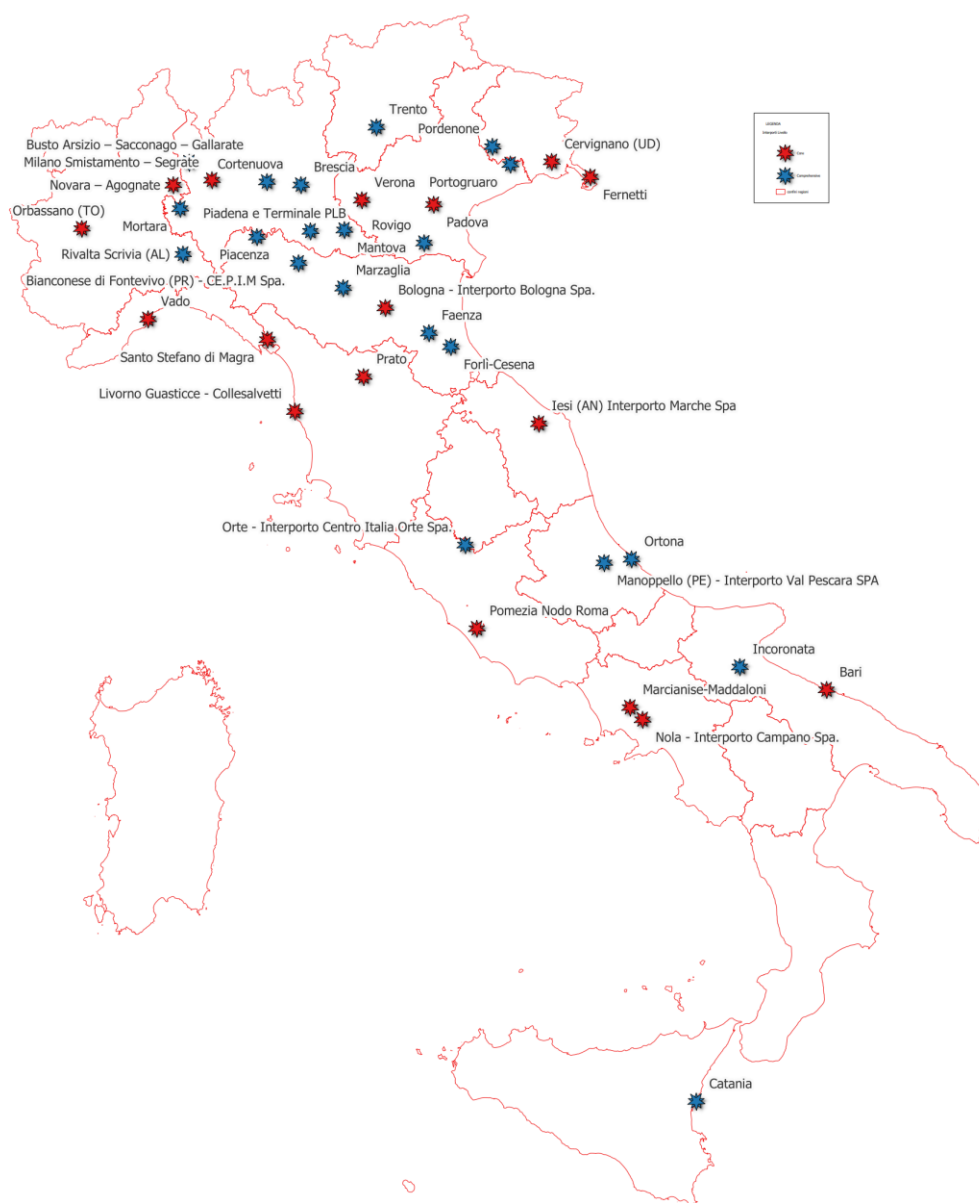 Trento
Pordenone
Busto Arsizio – Sacconago – Gallarate
Cervignano (UD)
Milano Smistamento – Segrate
Cortenuova
Brescia
Novara – Agognate
Verona
Portogruaro
Fernetti
Orbassano (TO)
Mortara
Piadena e Terminale PLB
Rovigo
Padova
Rivalta Scrivia (AL)
Piacenza
Mantova
Bianconese di Fontevivo (PR) - CE.P.I.M Spa.
Marzaglia
Bologna - Interporto Bologna Spa.
Vado
Faenza
Santo Stefano di Magra
Prato
Forlì-Cesena
Livorno Guasticce - Collesalvetti
Iesi (AN) Interporto Marche Spa
Orte - Interporto Centro Italia Orte Spa.
Ortona
Manoppello (PE) - Interporto Val Pescara SPA
Pomezia Nodo Roma
Incoronata
Marcianise-Maddaloni
Bari
Nola - Interporto Campano Spa.
Catania
LEGENDA
Core
Comprehensive